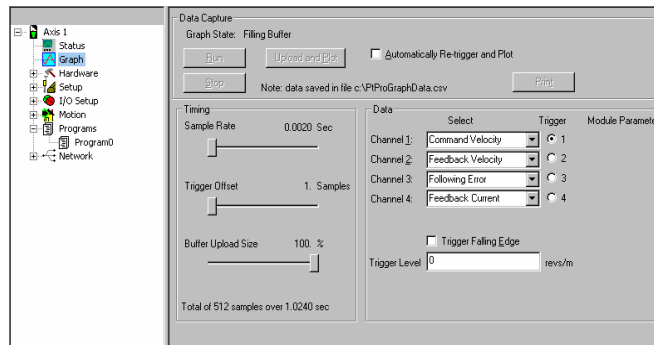 Axis 1
Status
Graph
Hardware
Setup
I/O Setup
Motion
Programs
Program0
Network
Data Capture
Graph State: Filling Buffer
Run
Upload and Plot
Automatically Re-trigger and Plot
Stop
Note: data saved in file c:\PtProGraphData.csv
Print
Timing
Sample Rate 0.0020 Sec
Trigger Offset 1. Samples
Buffer Upload Size 100. %
Total of 512 samples over 1.0240 sec
Data
Select Trigger Module Paramete
Channel 1: Command Velocity 1
Channel 2: Feedback Velocity 2
Channel 3: Following Error 3
Channel 4: Feedback Current 4
Trigger Falling Edge
Trigger Level 0 revs/m